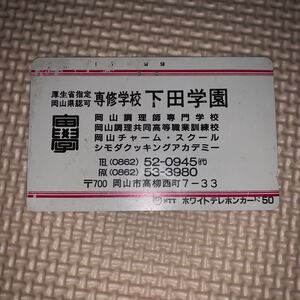 厚生省指定
岡山県認可 専修学校 下田学園
岡山調理師専門学校
岡山調理共同高等職業訓練校
岡山チャーム・スクール
シモダクッキングアカデミー
TEL (0862) 52-0945㈹
FAX (0862) 53-3980
〒700 岡山市高柳西町7-33
NTT ホワイトテレホンカード50